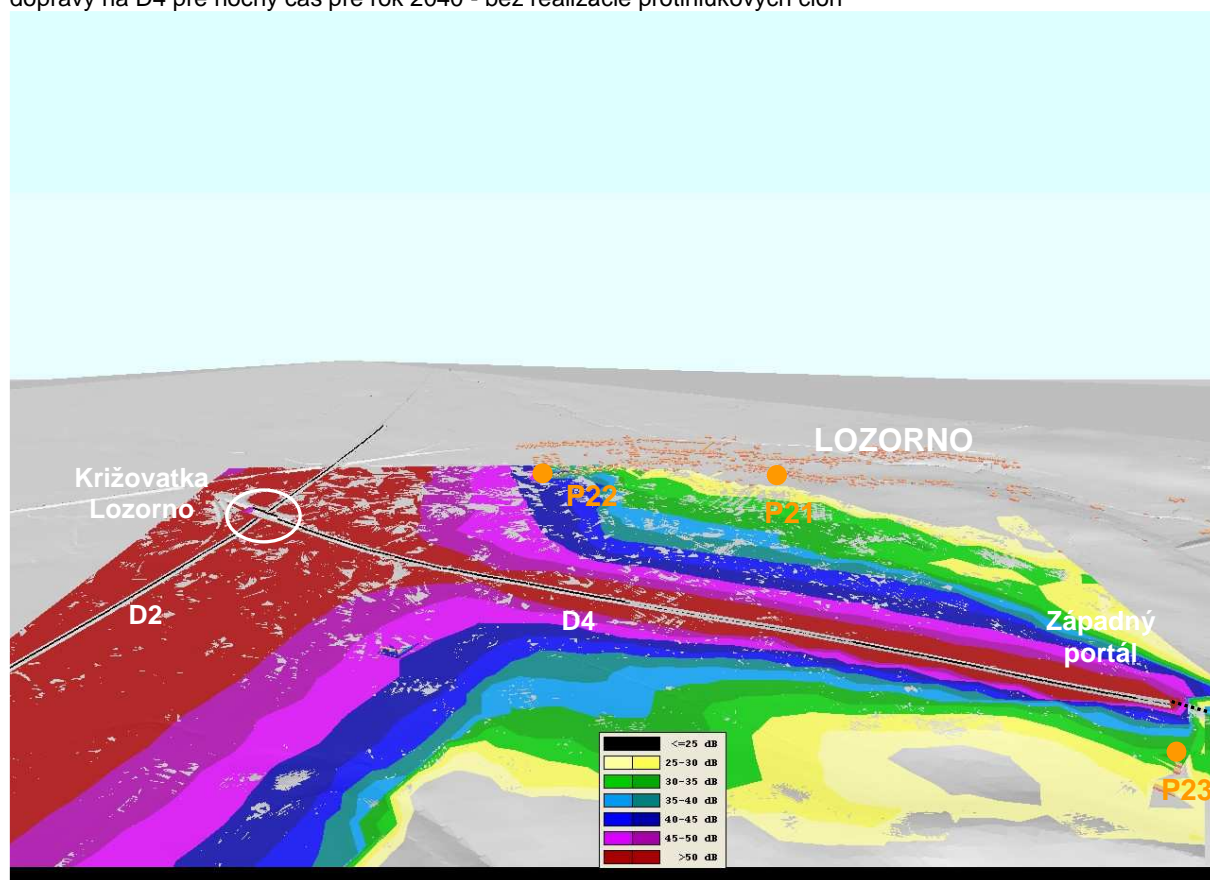 dopravy na D4 pre nočný čas pre rok 2040 - bez realizácie protihlukových clôn
LOZORNO
Križovatka
Lozorno
P22
P21
D2
D4
Západný
portál
<=25 dB
25-30 dB
30-35 dB
35-40 dB
40-45 dB
45-50 dB
>50 dB
P23